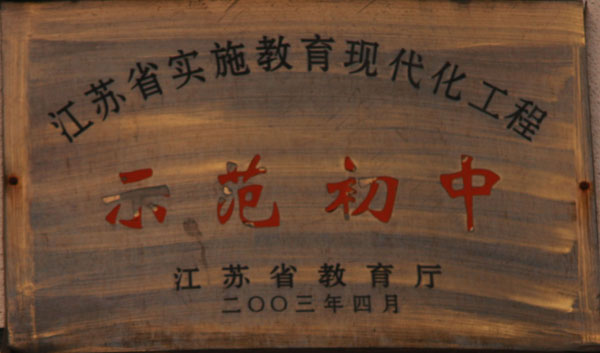 江苏省实施教育现代化工程
示范初中
江苏省教育厅
二〇〇三年四月